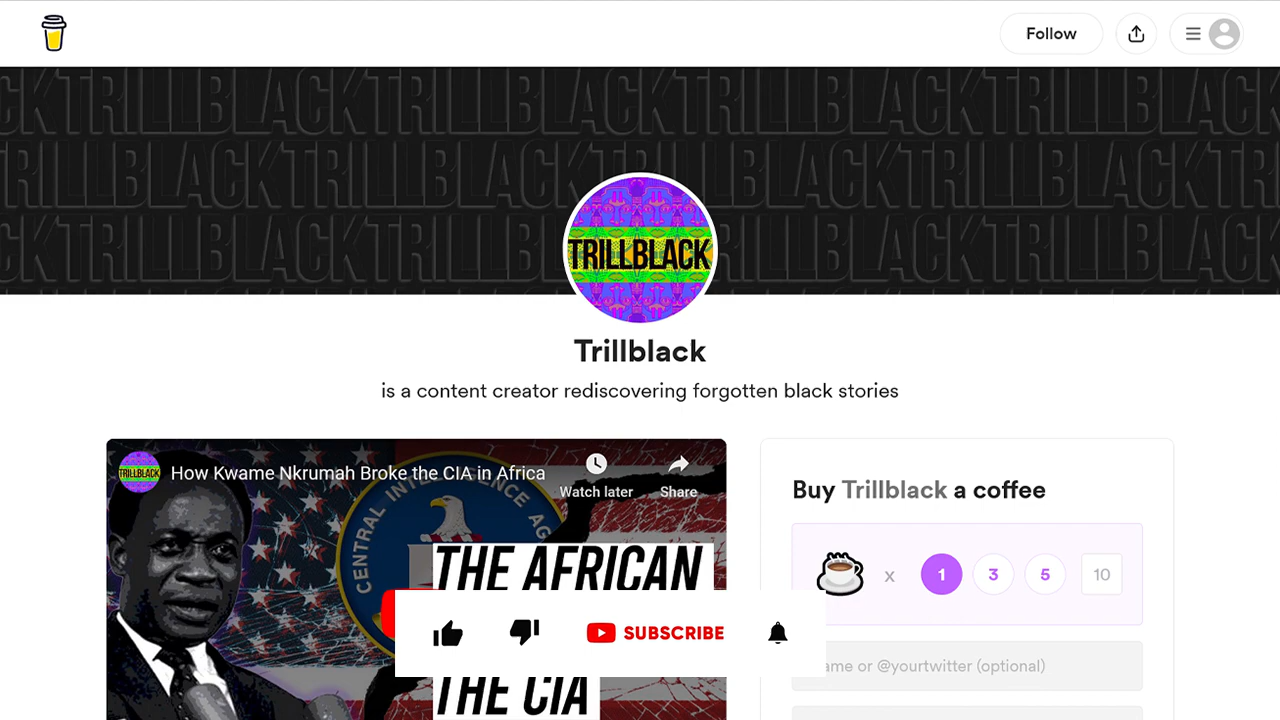 Follow
TRILLBLACKTRILLBLACKTRILLBLACK
TRILLBLACK
Trillblack
is a content creator rediscovering forgotten black stories
TRILLBLACK
How Kwame Nkrumah Broke the CIA in Africa
Watch later
Share
CENTRAL INTELLIGENCE AG
THE AFRICAN
THE CIA
SUBSCRIBE
Buy Trillblack a coffee
x 1 3 5 10
ame or @yourtwitter (optional)